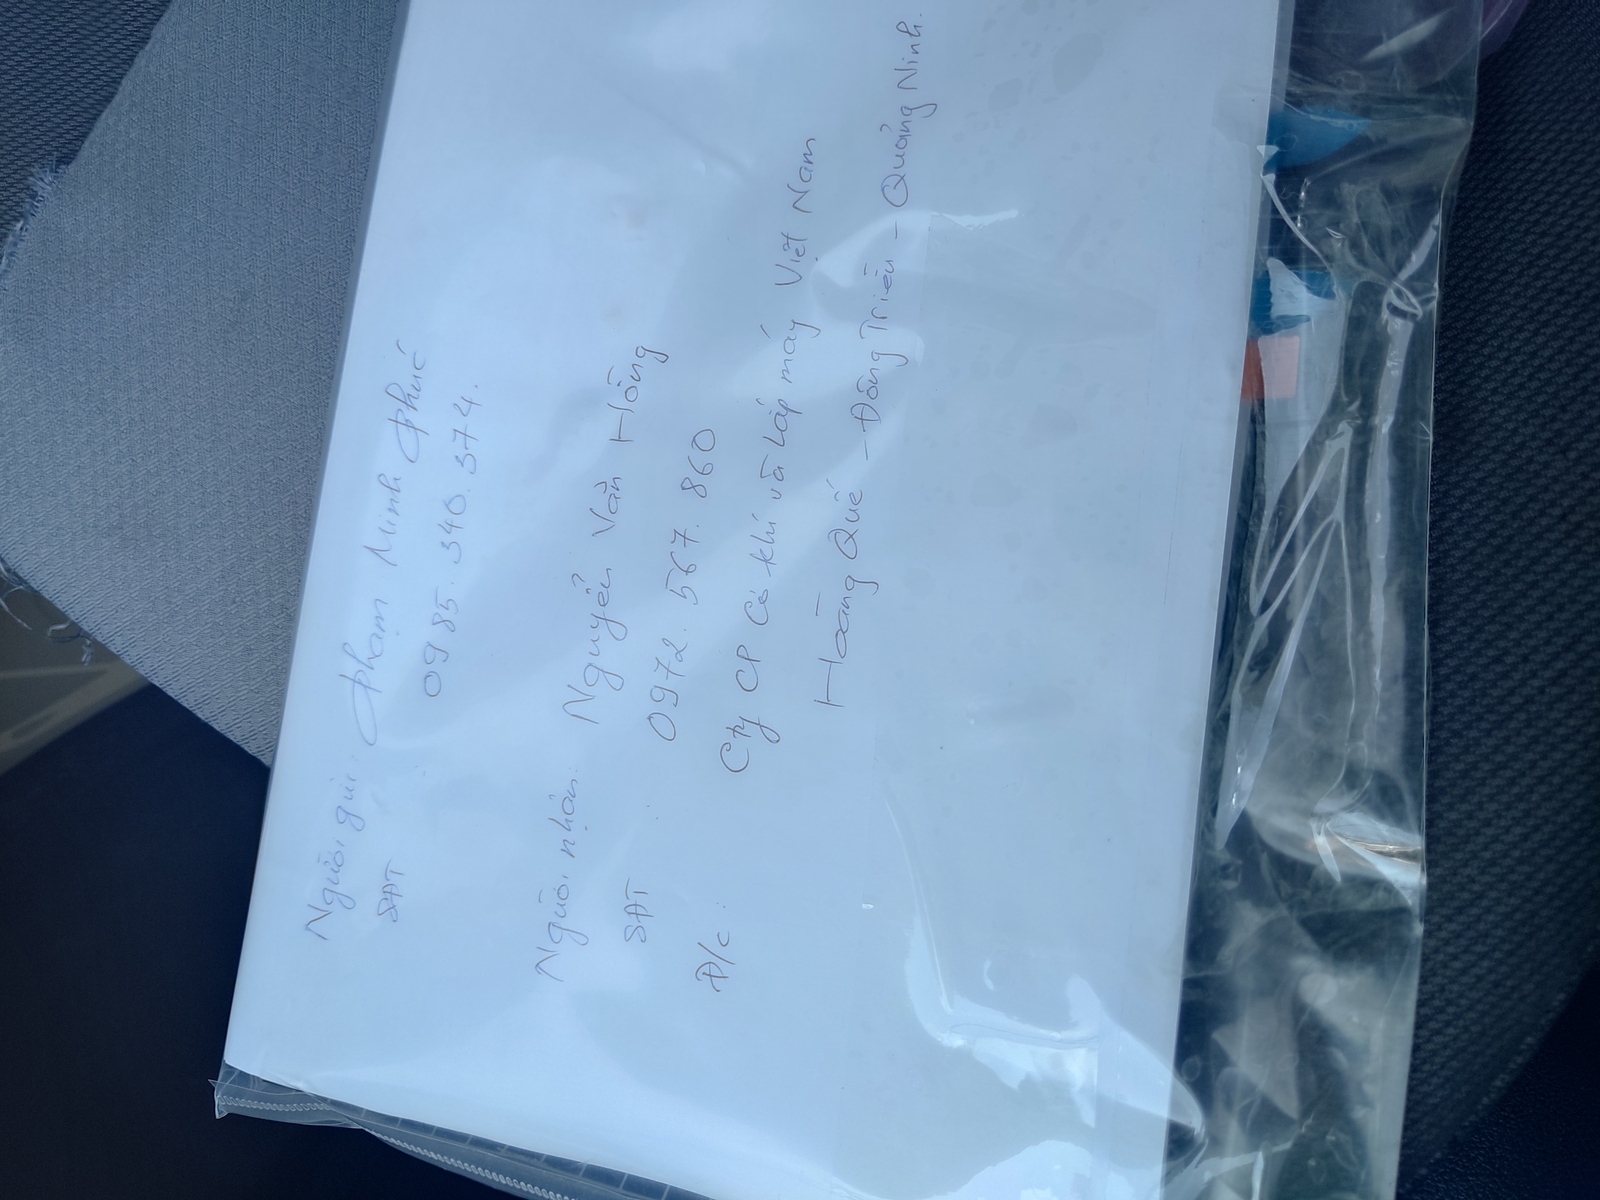 Người gửi: Phạm Minh Phúc
SĐT : 0985.340.374.
Người nhận: Nguyễn Văn Hồng
SĐT : 0972.567.860
Đ/c: Cty CP Cơ khí và Lắp máy Việt Nam
Hoàng Quế - Đông Triều - Quảng Ninh.